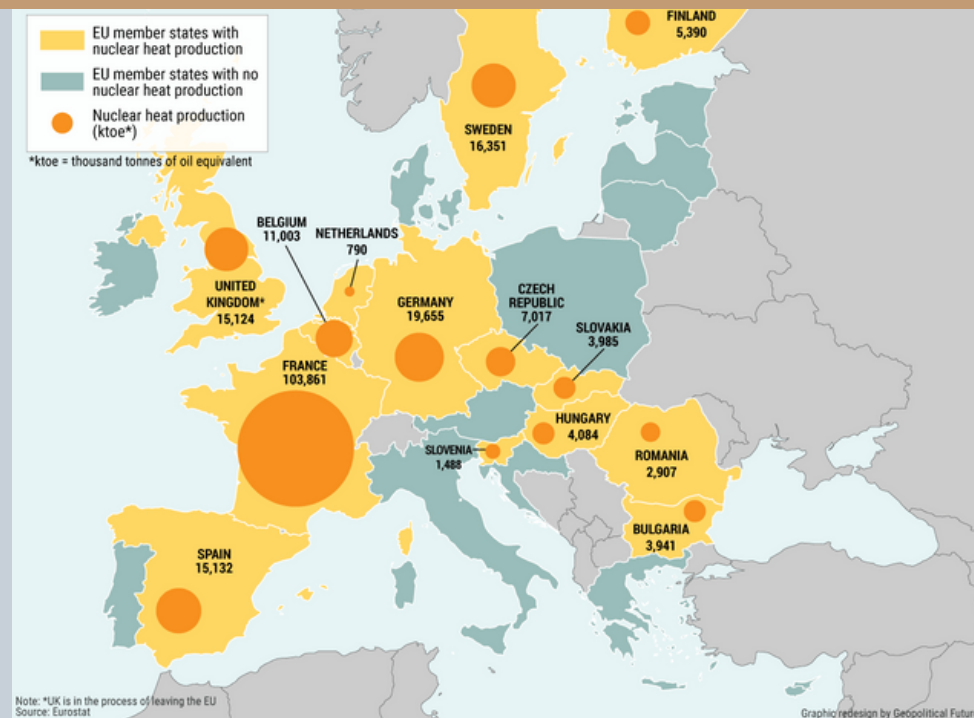 EU member states with
nuclear heat production
EU member states with no
nuclear heat production
Nuclear heat production
(ktoe*)
*ktoe = thousand tonnes of oil equivalent
FINLAND
5,390
SWEDEN
16,351
BELGIUM
11,003
NETHERLANDS
790
UNITED
KINGDOM*
15,124
GERMANY
19,655
CZECH
REPUBLIC
7,017
SLOVAKIA
3,985
FRANCE
103,861
HUNGARY
4,084
SLOVENIA
1,488
ROMANIA
2,907
BULGARIA
3,941
SPAIN
15,132
Note: *UK is in the process of leaving the EU
Source: Eurostat
Graphic redesign by Geopolitical Futur